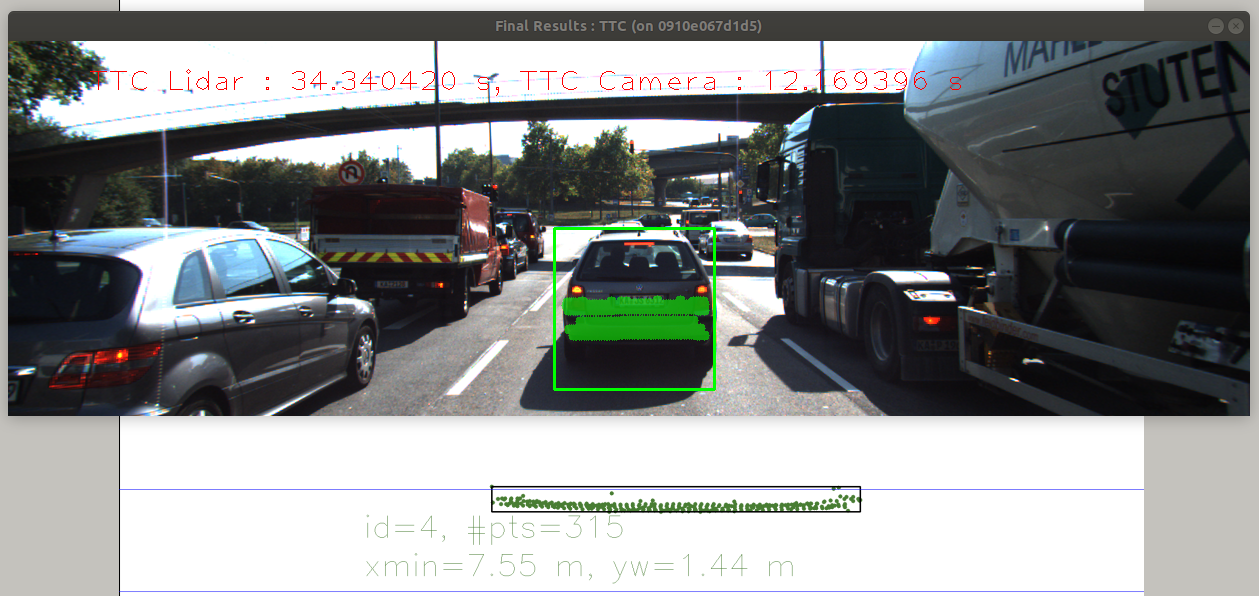 Final Results : TTC (on 0910e067d1d5)
TTC Lidar : 34.340420 s, TTC Camera : 12.169396 s
STUTEN
id=4, #pts=315
xmin=7.55 m, yw=1.44 m